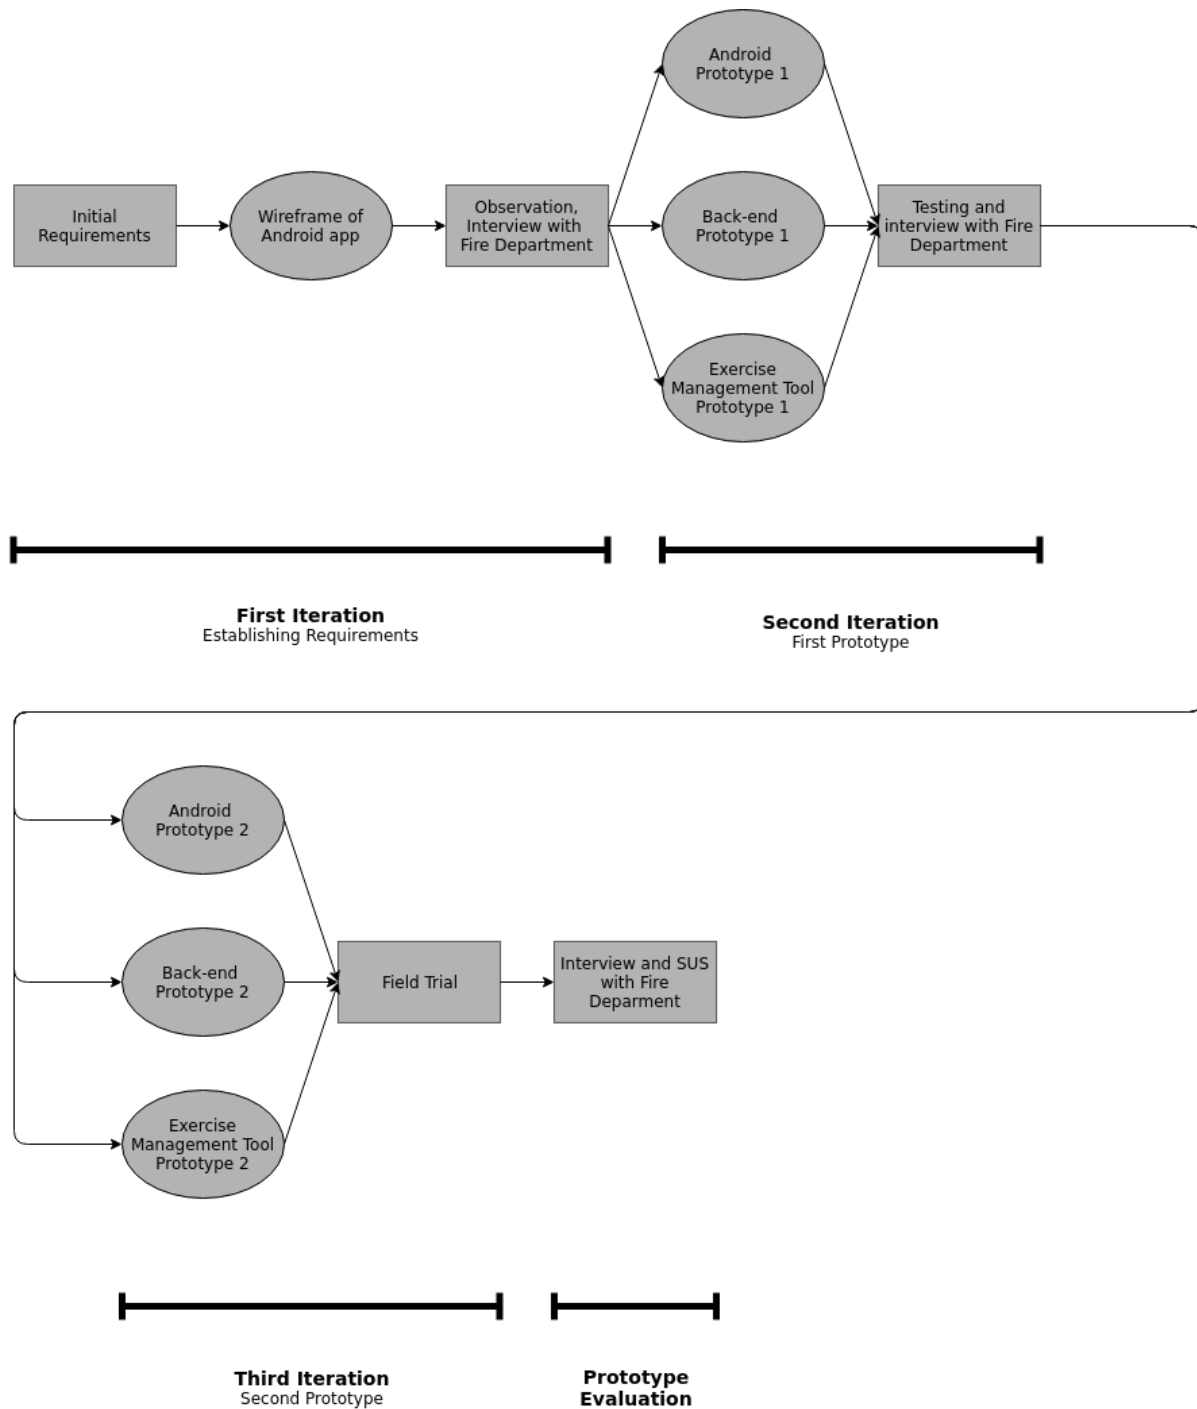 Android
Prototype 1
Initial
Requirements
Wireframe of
Android app
Observation,
Interview with
Fire Department
Back-end
Prototype 1
Testing and
interview with Fire
Department
Exercise
Management Tool
Prototype 1
First Iteration
Establishing Requirements
Second Iteration
First Prototype
Android
Prototype 2
Back-end
Prototype 2
Field Trial
Interview and SUS
with Fire
Deparment
Exercise
Management Tool
Prototype 2
Third Iteration
Second Prototype
Prototype
Evaluation